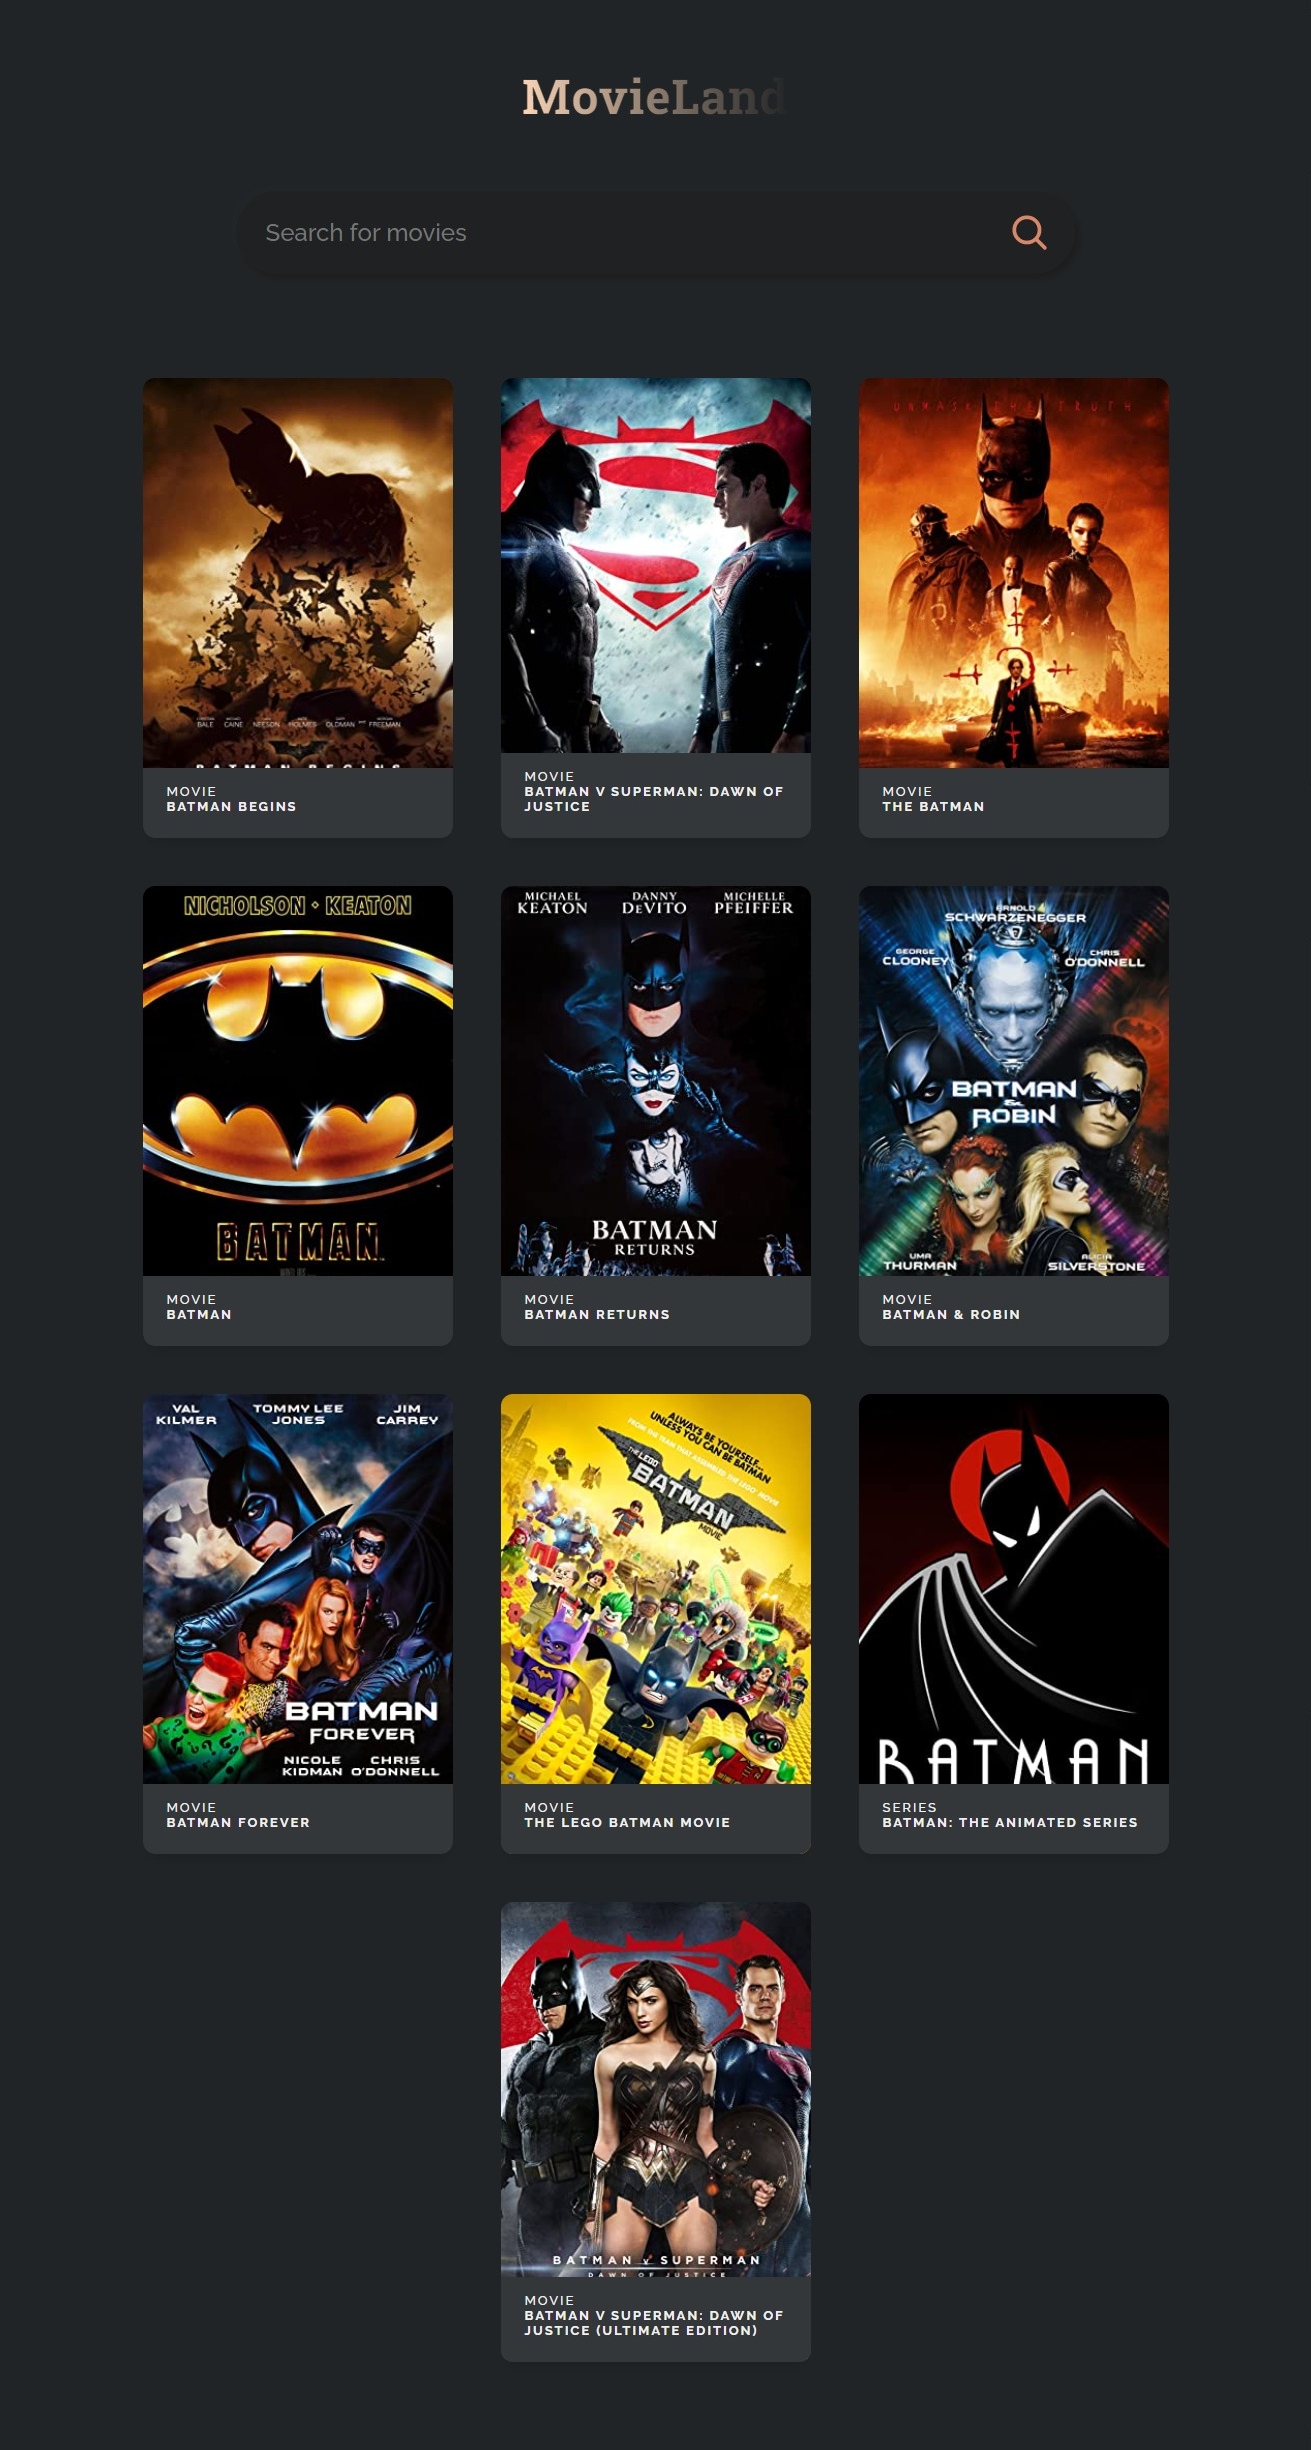 MovieLand
Search for movies
BALE CAINE NEESON HOLMES OLDMAN AND FREEMAN
BATMAN BEGINS
MOVIE
BATMAN BEGINS
MOVIE
BATMAN V SUPERMAN: DAWN OF
JUSTICE
UNMASK THE TRUTH
MOVIE
THE BATMAN
NICHOLSON • KEATON
BATMAN
MOVIE
BATMAN
MICHAEL DANNY MICHELLE
KEATON DEVITO PFEIFFER
BATMAN
RETURNS
MOVIE
BATMAN RETURNS
ARNOLD
SCHWARZENEGGER
GEORGE CHRIS
CLOONEY O'DONNELL
BATMAN
&
ROBIN
UMA ALICIA
THURMAN SILVERSTONE
MOVIE
BATMAN & ROBIN
VAL TOMMY LEE JIM
KILMER JONES CARREY
BATMAN
FOREVER
NICOLE CHRIS
KIDMAN O'DONNELL
MOVIE
BATMAN FOREVER
ALWAYS BE YOURSELF...
UNLESS YOU CAN BE BATMAN
FROM THE TEAM THAT ASSEMBLED THE LEGO MOVIE
THE LEGO
BATMAN
MOVIE
MOVIE
THE LEGO BATMAN MOVIE
BATMAN
SERIES
BATMAN: THE ANIMATED SERIES
BATMAN v SUPERMAN
DAWN OF JUSTICE
MOVIE
BATMAN V SUPERMAN: DAWN OF
JUSTICE (ULTIMATE EDITION)